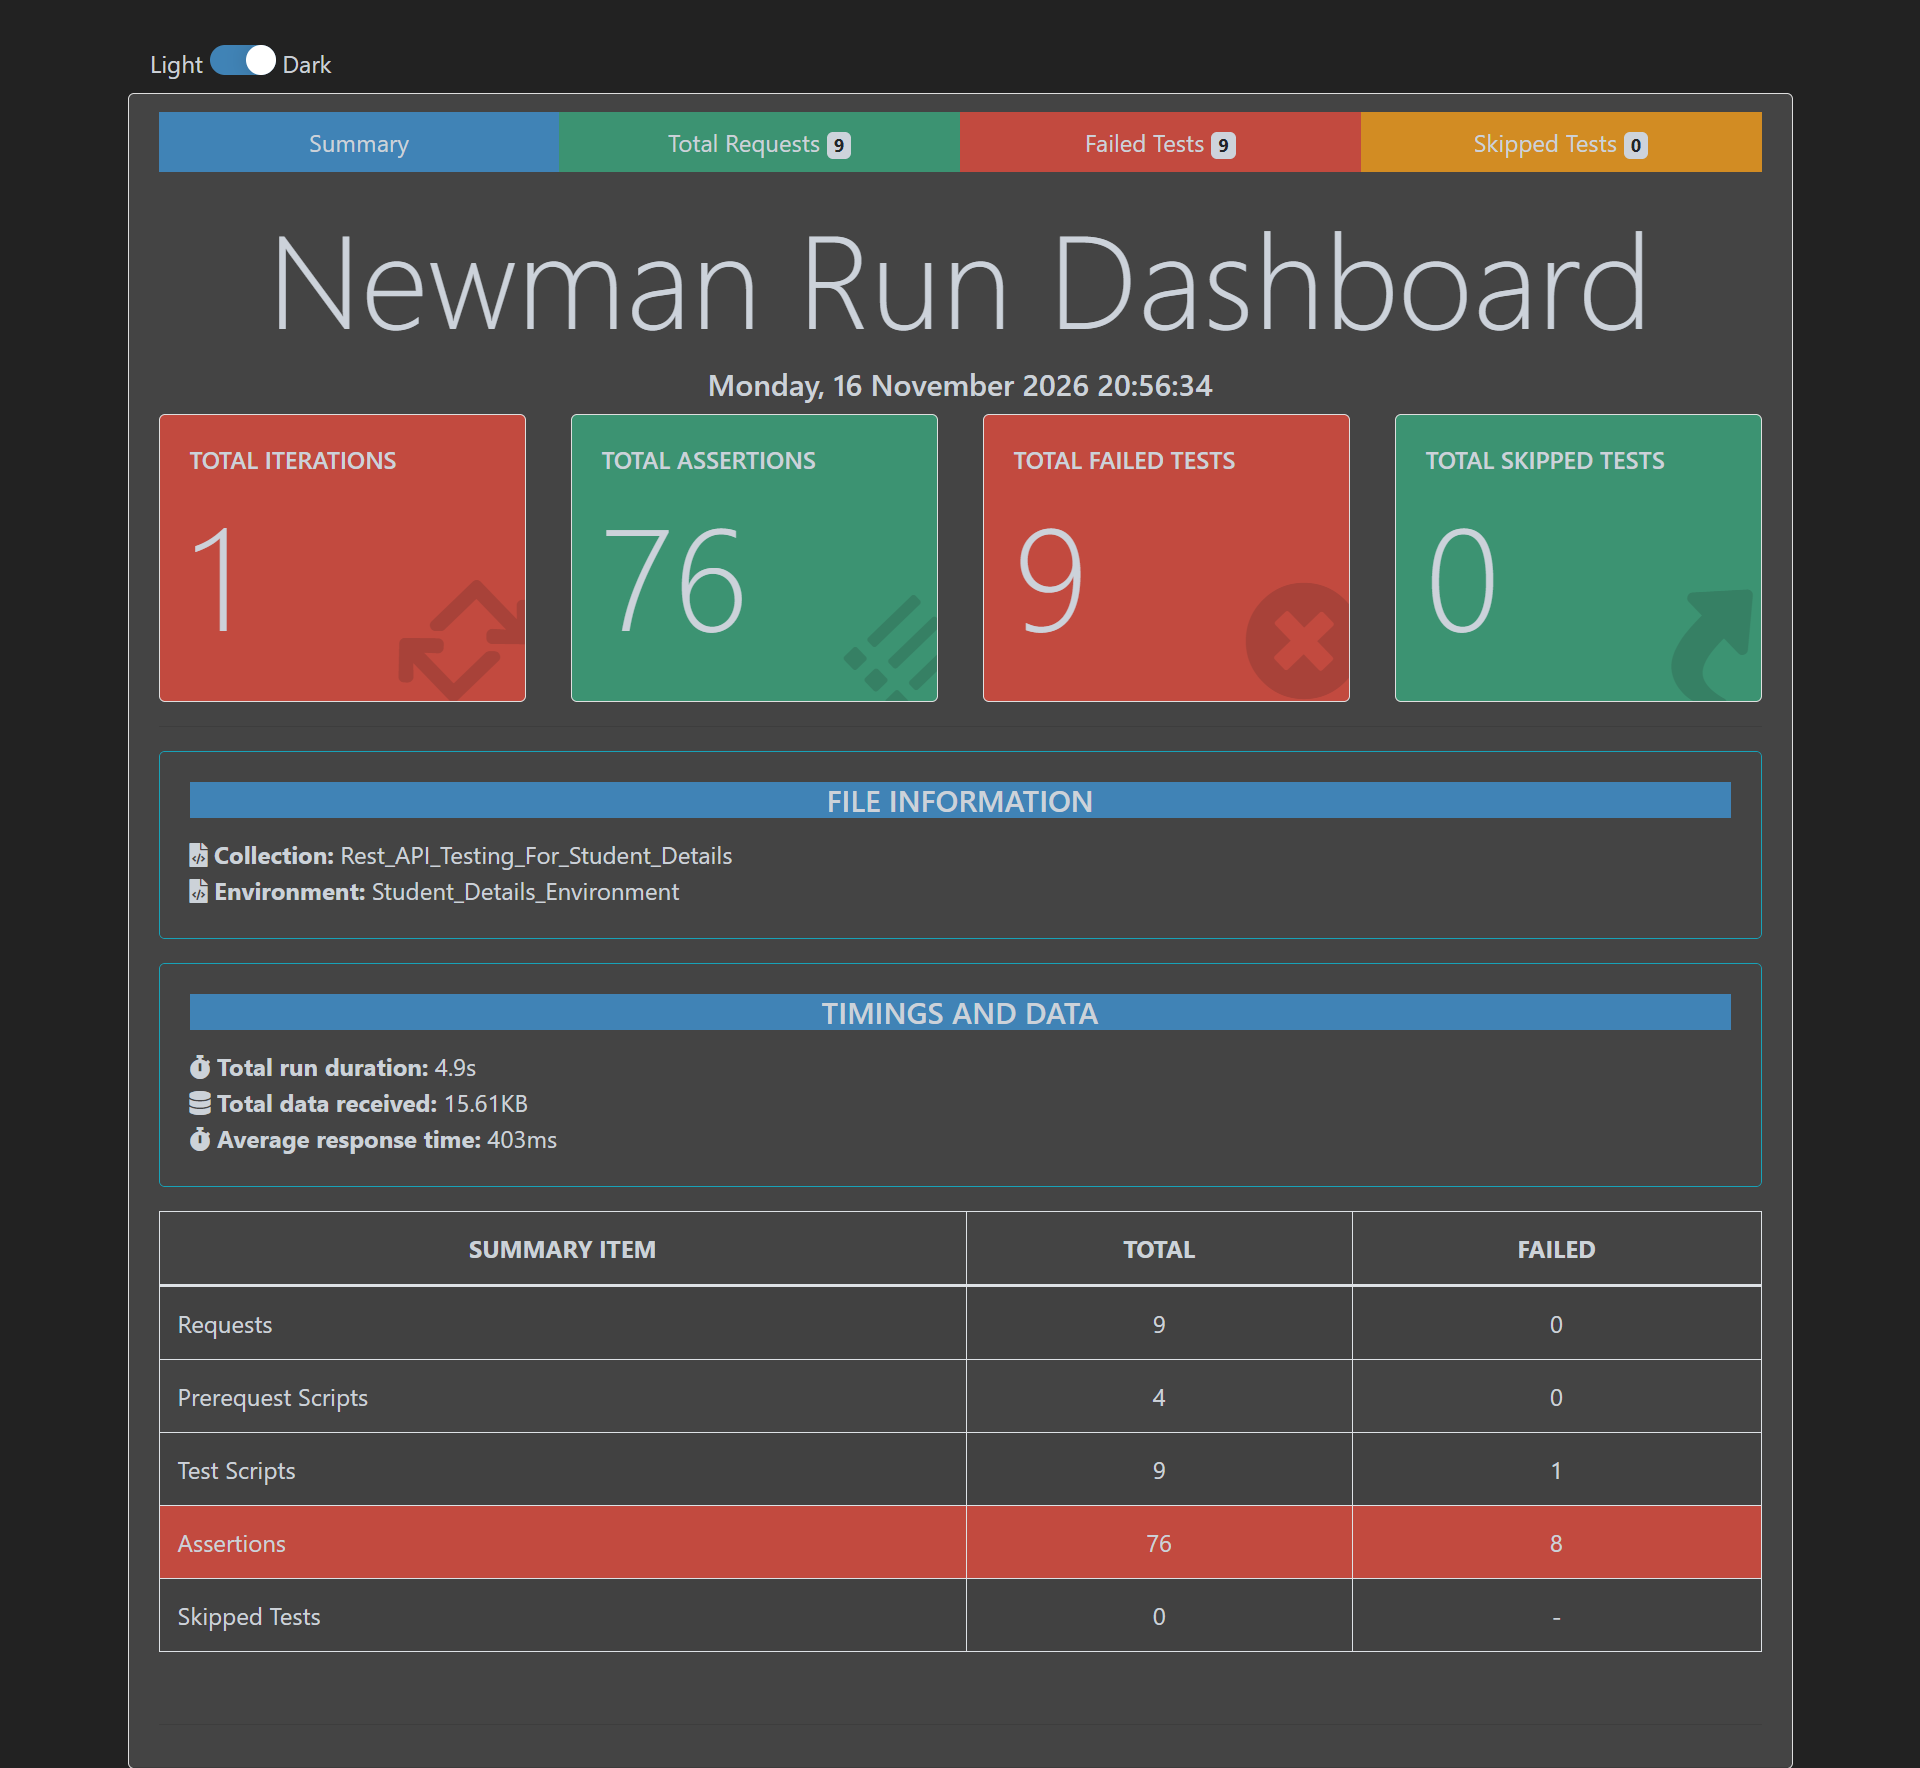 Light Dark
Summary Total Requests 9 Failed Tests 9 Skipped Tests 0
Newman Run Dashboard
Monday, 16 November 2026 20:56:34
TOTAL ITERATIONS TOTAL ASSERTIONS TOTAL FAILED TESTS TOTAL SKIPPED TESTS
1 76 9 0
FILE INFORMATION
Collection: Rest_API_Testing_For_Student_Details
Environment: Student_Details_Environment
TIMINGS AND DATA
Total run duration: 4.9s
Total data received: 15.61KB
Average response time: 403ms
SUMMARY ITEM TOTAL FAILED
Requests 9 0
Prerequest Scripts 4 0
Test Scripts 9 1
Assertions 76 8
Skipped Tests 0 -